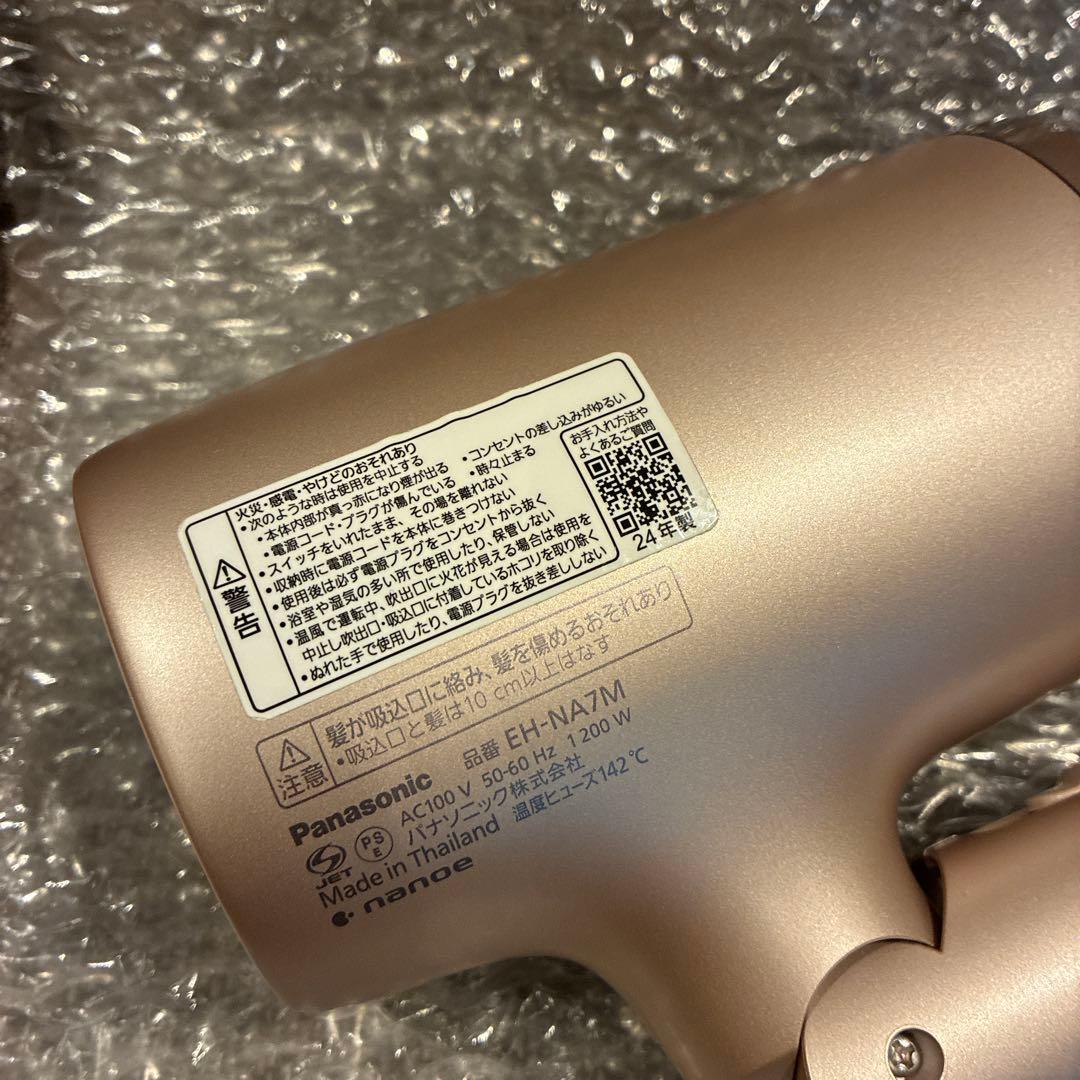 警告
火災・感電・やけどのおそれあり
•次のような時は使用を中止する
•本体内部が真っ赤になり煙が出る •コンセントの差し込みがゆるい
•電源コード・プラグが傷んでいる •時々止まる
•スイッチをいれたまま、その場を離れない
•収納時に電源コードを本体に巻きつけない
•使用後は必ず電源プラグをコンセントから抜く
•浴室や湿気の多い所で使用したり、保管しない
•温風で運転中、吹出口に火花が見える場合は使用を
中止し吹出口・吸込口に付着しているホコリを取り除く
•ぬれた手で使用したり、電源プラグを抜き差ししない
お手入れ方法や
よくあるご質問
24年製
注意
髪が吸込口に絡み、髪を傷めるおそれあり
•吸込口と髪は10 cm以上はなす
Panasonic 品番 EH-NA7M
AC100 V 50-60 Hz 1 200 W
PSE
パナソニック株式会社
JET
Made in Thailand 温度ヒューズ142℃
nanoe